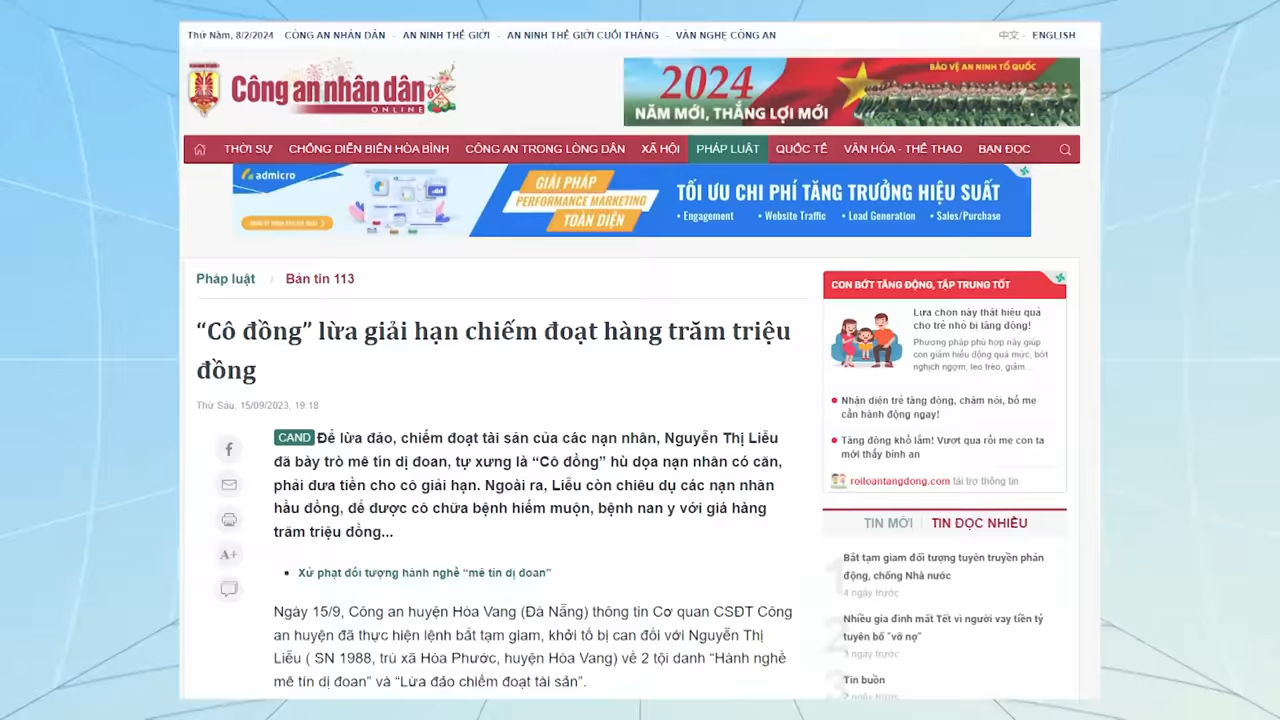 Thứ Năm, 8/2/2024 CÔNG AN NHÂN DÂN - AN NINH THẾ GIỚI - AN NINH THẾ GIỚI CUỐI THÁNG - VĂN NGHỆ CÔNG AN
中文 - ENGLISH
Công an nhân dân
ONLINE
BẢO VỆ AN NINH TỔ QUỐC
2024
NĂM MỚI, THẮNG LỢI MỚI
THỜI SỰ CHỐNG DIỄN BIẾN HÒA BÌNH CÔNG AN TRONG LÒNG DÂN XÃ HỘI PHÁP LUẬT QUỐC TẾ VĂN HÓA - THỂ THAO BẠN ĐỌC
admicro
GIẢI PHÁP
PERFORMANCE MARKETING
TOÀN DIỆN
TỐI ƯU CHI PHÍ TĂNG TRƯỞNG HIỆU SUẤT
• Engagement • Website Traffic • Lead Generation • Sales/Purchase
Pháp luật / Bản tin 113
“Cô đồng” lừa giải hạn chiếm đoạt hàng trăm triệu
đồng
Thứ Sáu, 15/09/2023, 19:18
CAND Để lừa đảo, chiếm đoạt tài sản của các nạn nhân, Nguyễn Thị Liễu
đã bày trò mê tín dị đoan, tự xưng là “Cô đồng” hù dọa nạn nhân có căn,
phải đưa tiền cho cô giải hạn. Ngoài ra, Liễu còn chiêu dụ các nạn nhân
hầu đồng, để được cô chữa bệnh hiếm muộn, bệnh nan y với giá hàng
trăm triệu đồng...
A+
• Xử phạt đối tượng hành nghề “mê tín dị đoan”
Ngày 15/9, Công an huyện Hòa Vang (Đà Nẵng) thông tin Cơ quan CSĐT Công
an huyện đã thực hiện lệnh bắt tạm giam, khởi tố bị can đối với Nguyễn Thị
Liễu ( SN 1988, trú xã Hòa Phước, huyện Hòa Vang) về 2 tội danh “Hành nghề
mê tín dị đoan” và “Lừa đảo chiếm đoạt tài sản”.
CON BỚT TĂNG ĐỘNG, TẬP TRUNG TỐT
Lựa chọn này thật hiệu quả
cho trẻ nhỏ bị tăng động!
Phương pháp phù hợp này giúp
con giảm hiếu động quá mức, bớt
nghịch ngợm, leo trèo, giảm...
Nhận diện trẻ tăng động, chậm nói, bố mẹ
cần hành động ngay!
Tăng động khổ lắm! Vượt qua rồi mẹ con ta
mới thấy bình an
roiloantangdong.com tài trợ thông tin
TIN MỚI TIN ĐỌC NHIỀU
1
Bắt tạm giam đối tượng tuyên truyền phản
động, chống Nhà nước
4 ngày trước
2
Nhiều gia đình mất Tết vì người vay tiền tỷ
tuyên bố "vỡ nợ"
3 ngày trước
3
Tin buồn
2 ngày trước